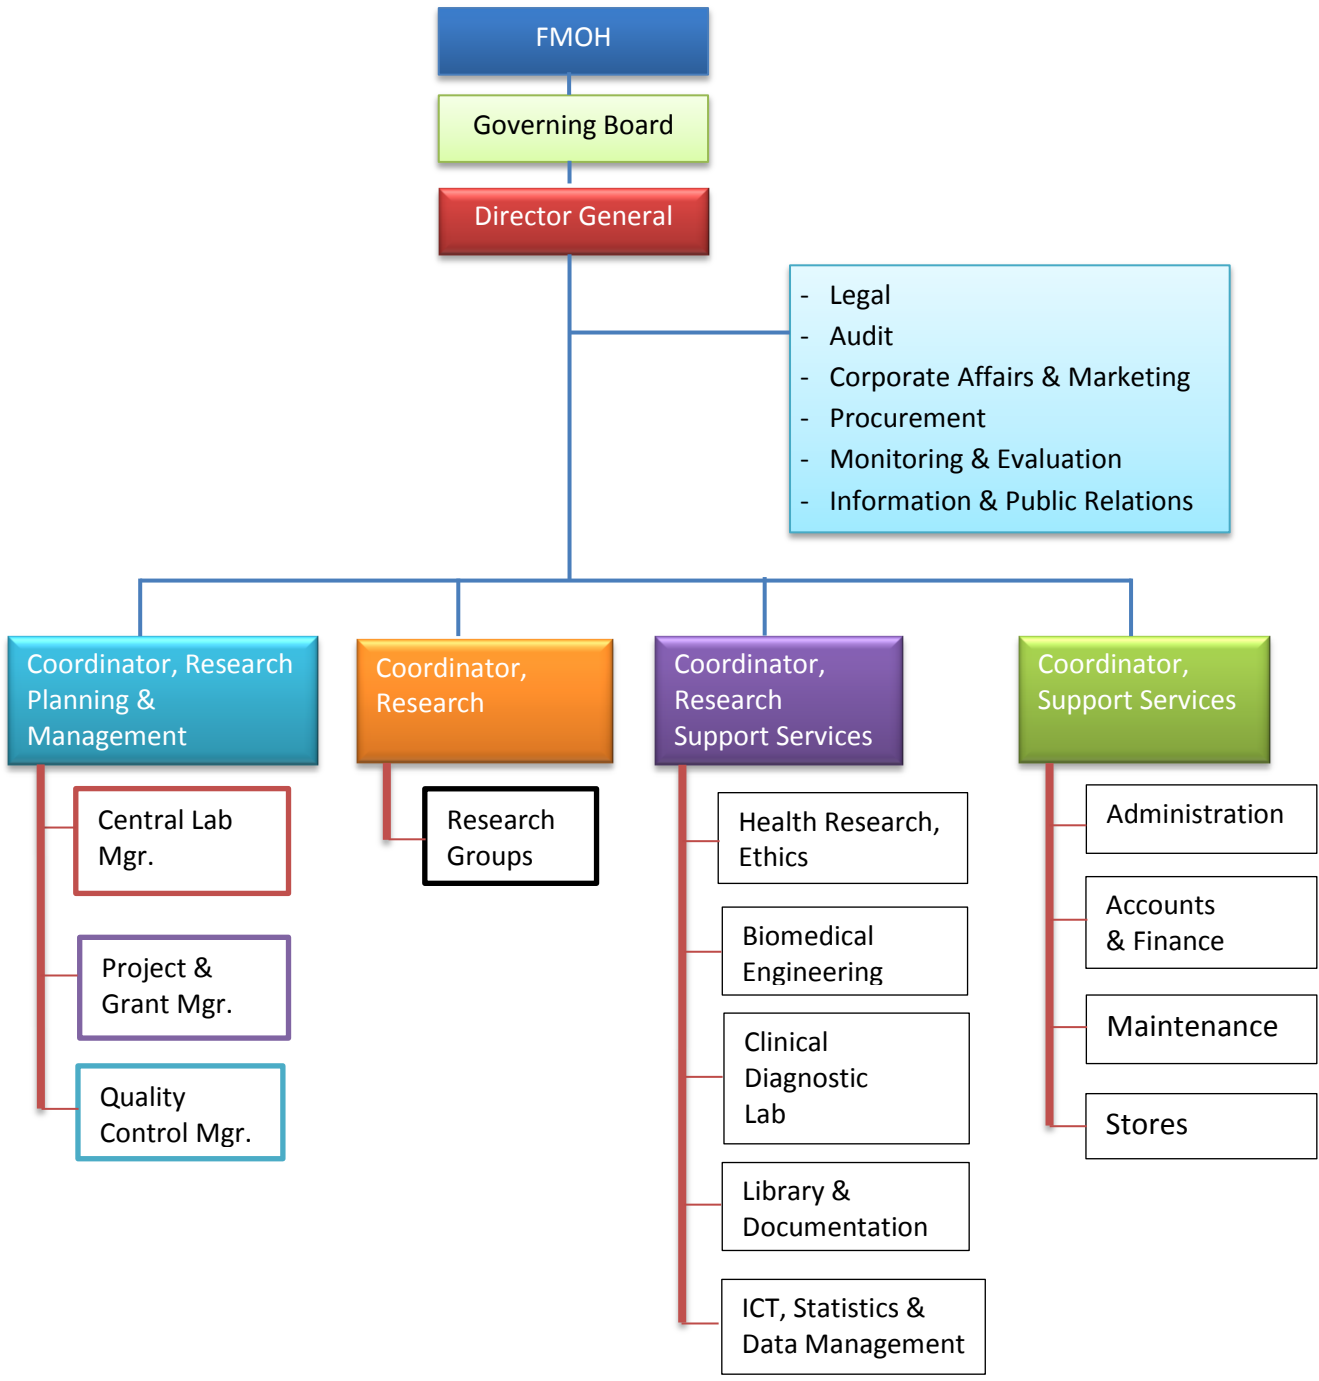 FMOH
Governing Board
Director General
- Legal
- Audit
- Corporate Affairs & Marketing
- Procurement
- Monitoring & Evaluation
- Information & Public Relations
Coordinator, Research
Planning &
Management
Central Lab
Mgr.
Project &
Grant Mgr.
Quality
Control Mgr.
Coordinator,
Research
Research
Groups
Coordinator,
Research
Support Services
Health Research,
Ethics
Biomedical
Engineering
Clinical
Diagnostic
Lab
Library &
Documentation
ICT, Statistics &
Data Management
Coordinator,
Support Services
Administration
Accounts
& Finance
Maintenance
Stores